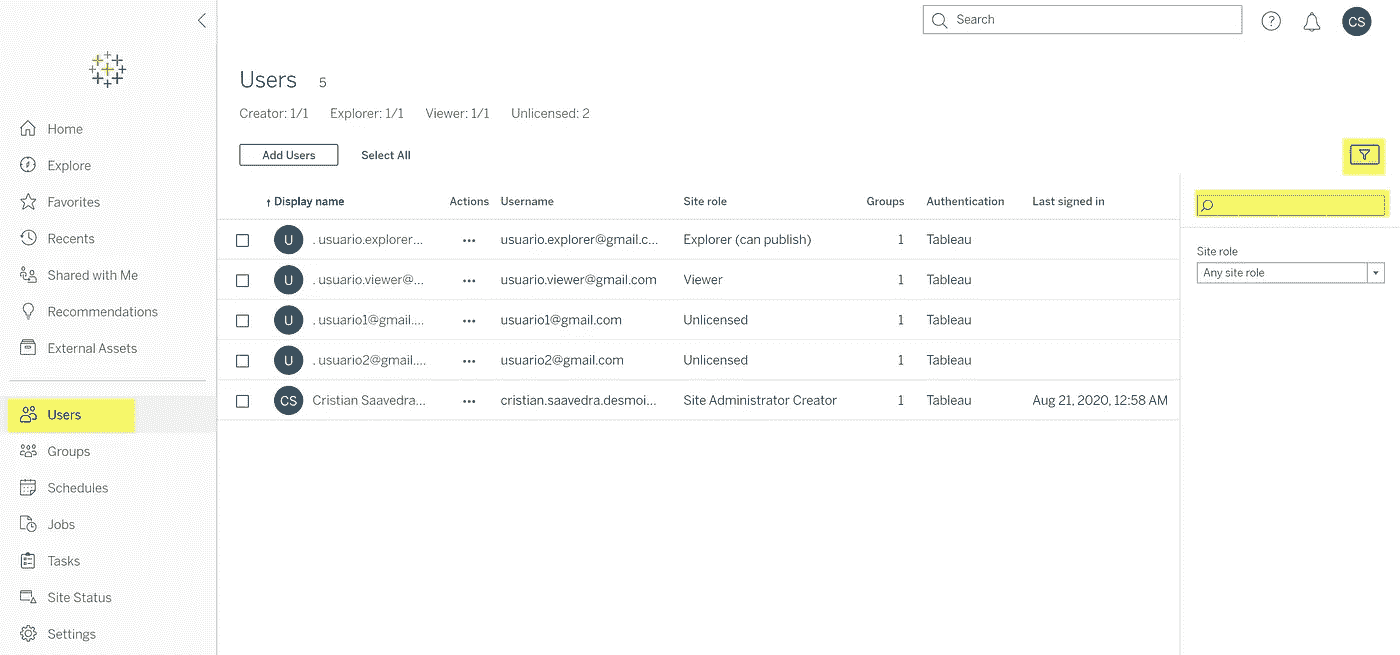 Search
CS
Home
Explore
Favorites
Recents
Shared with Me
Recommendations
External Assets
Users
Groups
Schedules
Jobs
Tasks
Site Status
Settings
Users 5
Creator: 1/1 Explorer: 1/1 Viewer: 1/1 Unlicensed: 2
Add Users Select All
↑ Display name Actions Username Site role Groups Authentication Last signed in
U . usuario.explorer... ••• usuario.explorer@gmail.c... Explorer (can publish) 1 Tableau
U . usuario.viewer@... ••• usuario.viewer@gmail.com Viewer 1 Tableau
U . usuario1@gmail.... ••• usuario1@gmail.com Unlicensed 1 Tableau
U . usuario2@gmail.... ••• usuario2@gmail.com Unlicensed 1 Tableau
CS Cristian Saavedra... ••• cristian.saavedra.desmoi... Site Administrator Creator 1 Tableau Aug 21, 2020, 12:58 AM
Site role
Any site role